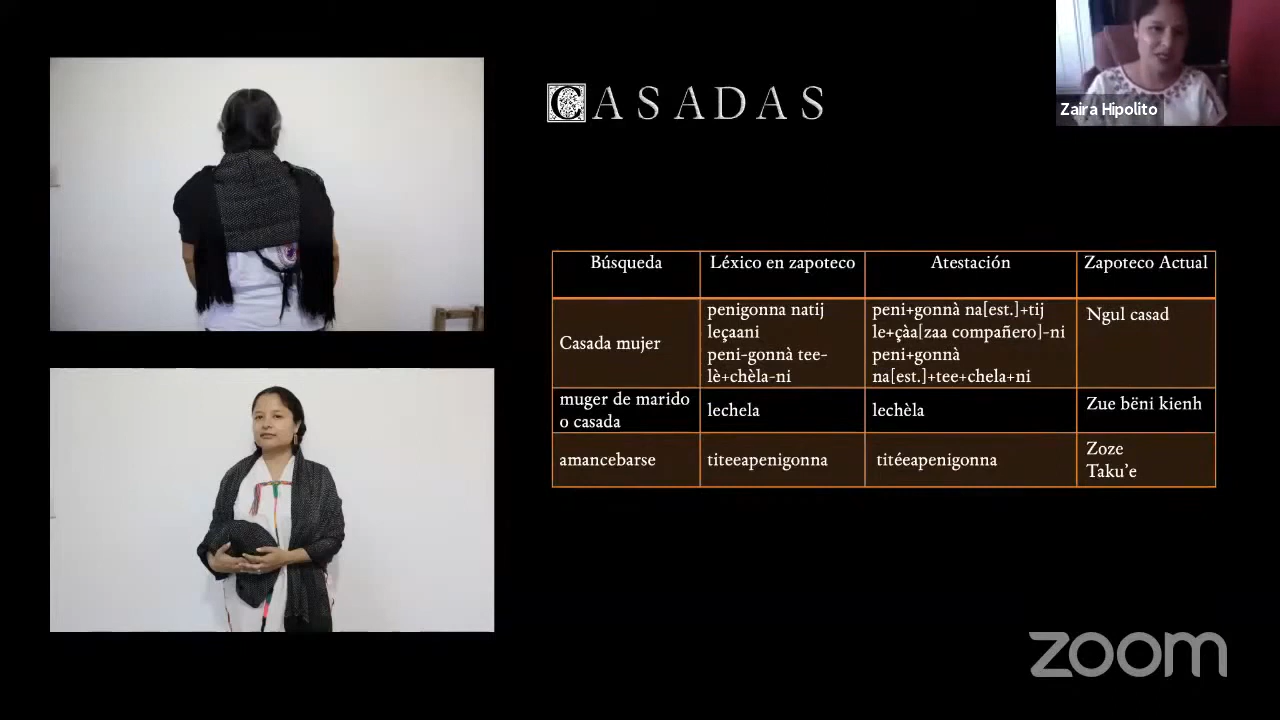 CASADAS
Zaira Hipolito
Búsqueda
Léxico en zapoteco
Atestación
Zapoteco Actual
Casada mujer
penigonna natij
leçaani
peni-gonnà tee-
lè+chèla-ni
peni+gonnà na[est.]+tij
le+çàa[zaa compañero]-ni
peni+gonnà
na[est.]+tee+chela+ni
Ngul casad
muger de marido
o casada
lechela
lechèla
Zue bëni kienh
amancebarse
titeeapenigonna
titéeapenigonna
Zoze
Taku'e
zoom